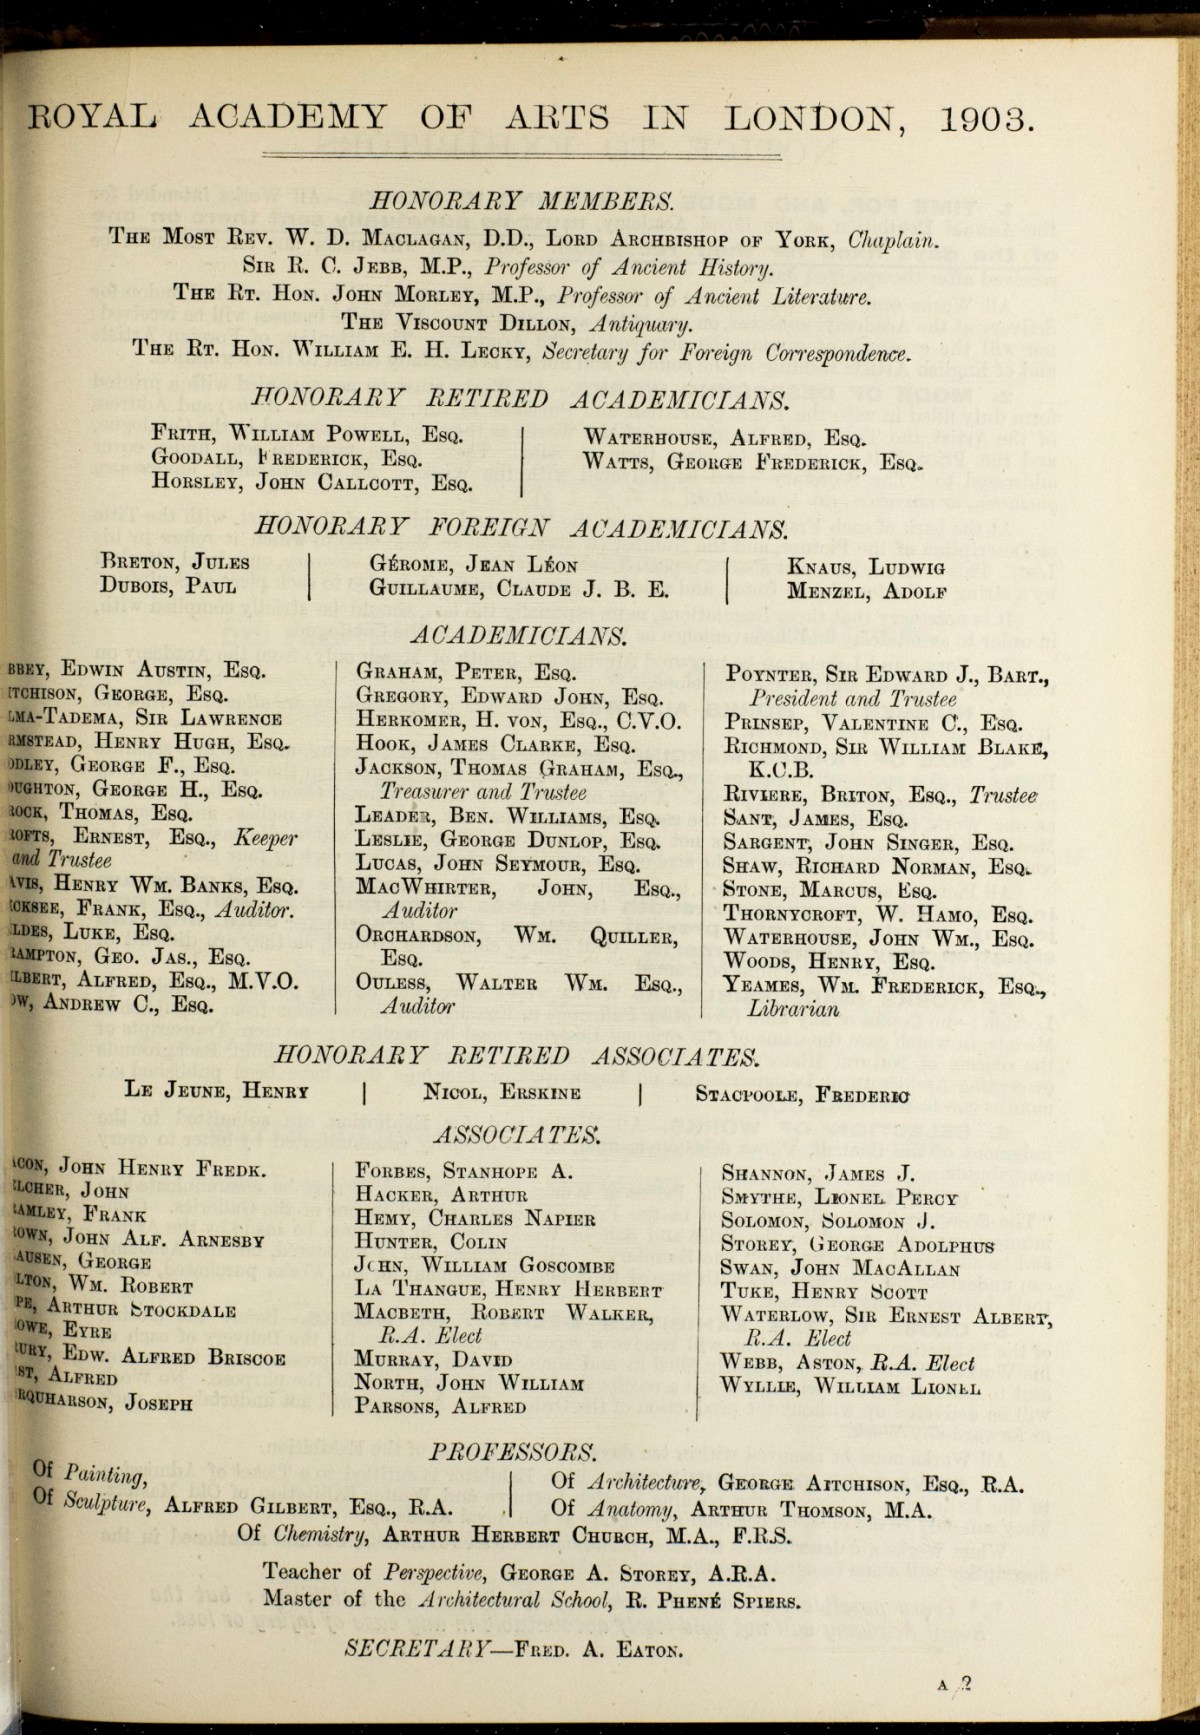 ROYAL ACADEMY OF ARTS IN LONDON, 1903.
HONORARY MEMBERS.
THE MOST REV. W. D. MACLAGAN, D.D., LORD ARCHBISHOP OF YORK, Chaplain.
SIR R. C. JEBB, M.P., Professor of Ancient History.
THE RT. HON. JOHN MORLEY, M.P., Professor of Ancient Literature.
THE VISCOUNT DILLON, Antiquary.
THE RT. HON. WILLIAM E. H. LECKY, Secretary for Foreign Correspondence.
HONORARY RETIRED ACADEMICIANS.
FRITH, WILLIAM POWELL, ESQ.
GOODALL, FREDERICK, ESQ.
HORSLEY, JOHN CALLCOTT, ESQ.
WATERHOUSE, ALFRED, ESQ.
WATTS, GEORGE FREDERICK, ESQ.
HONORARY FOREIGN ACADEMICIANS.
BRETON, JULES
DUBOIS, PAUL
GÉROME, JEAN LÉON
GUILLAUME, CLAUDE J. B. E.
KNAUS, LUDWIG
MENZEL, ADOLF
ACADEMICIANS.
BBEY, EDWIN AUSTIN, ESQ.
ITCHISON, GEORGE, ESQ.
LMA-TADEMA, SIR LAWRENCE
RMSTEAD, HENRY HUGH, ESQ.
ODLEY, GEORGE F., ESQ.
OUGHTON, GEORGE H., ESQ.
ROCK, THOMAS, ESQ.
ROFTS, ERNEST, ESQ., Keeper
and Trustee
AVIS, HENRY WM. BANKS, ESQ.
ICKSEE, FRANK, ESQ., Auditor.
ILDES, LUKE, ESQ.
RAMPTON, GEO. JAS., ESQ.
ILBERT, ALFRED, ESQ., M.V.O.
OW, ANDREW C., ESQ.
GRAHAM, PETER, ESQ.
GREGORY, EDWARD JOHN, ESQ.
HERKOMER, H. VON, ESQ., C.V.O.
HOOK, JAMES CLARKE, ESQ.
JACKSON, THOMAS GRAHAM, ESQ.,
Treasurer and Trustee
LEADER, BEN. WILLIAMS, ESQ.
LESLIE, GEORGE DUNLOP, ESQ.
LUCAS, JOHN SEYMOUR, ESQ.
MACWHIRTER, JOHN, ESQ.,
Auditor
ORCHARDSON, WM. QUILLER,
ESQ.
OULESS, WALTER WM. ESQ.,
Auditor
POYNTER, SIR EDWARD J., BART.,
President and Trustee
PRINSEP, VALENTINE C., ESQ.
RICHMOND, SIR WILLIAM BLAKE,
K.C.B.
RIVIERE, BRITON, ESQ., Trustee
SANT, JAMES, ESQ.
SARGENT, JOHN SINGER, ESQ.
SHAW, RICHARD NORMAN, ESQ.
STONE, MARCUS, ESQ.
THORNYCROFT, W. HAMO, ESQ.
WATERHOUSE, JOHN WM., ESQ.
WOODS, HENRY, ESQ.
YEAMES, WM. FREDERICK, ESQ.,
Librarian
HONORARY RETIRED ASSOCIATES.
LE JEUNE, HENRY
NICOL, ERSKINE
STACPOOLE, FREDERIC
ASSOCIATES.
ACON, JOHN HENRY FREDK.
ELCHER, JOHN
RAMLEY, FRANK
ROWN, JOHN ALF. ARNESBY
AUSEN, GEORGE
LTON, WM. ROBERT
PE, ARTHUR STOCKDALE
OWE, EYRE
URY, EDW. ALFRED BRISCOE
ST, ALFRED
RQUHARSON, JOSEPH
FORBES, STANHOPE A.
HACKER, ARTHUR
HEMY, CHARLES NAPIER
HUNTER, COLIN
JOHN, WILLIAM GOSCOMBE
LA THANGUE, HENRY HERBERT
MACBETH, ROBERT WALKER,
R.A. Elect
MURRAY, DAVID
NORTH, JOHN WILLIAM
PARSONS, ALFRED
SHANNON, JAMES J.
SMYTHE, LIONEL PERCY
SOLOMON, SOLOMON J.
STOREY, GEORGE ADOLPHUS
SWAN, JOHN MACALLAN
TUKE, HENRY SCOTT
WATERLOW, SIR ERNEST ALBERT,
R.A. Elect
WEBB, ASTON, R.A. Elect
WYLLIE, WILLIAM LIONEL
PROFESSORS.
Of Painting,
Of Sculpture, ALFRED GILBERT, ESQ., R.A.
Of Architecture, GEORGE AITCHISON, ESQ., R.A.
Of Anatomy, ARTHUR THOMSON, M.A.
Of Chemistry, ARTHUR HERBERT CHURCH, M.A., F.R.S.
Teacher of Perspective, GEORGE A. STOREY, A.R.A.
Master of the Architectural School, R. PHENÉ SPIERS.
SECRETARY—FRED. A. EATON.
A 2